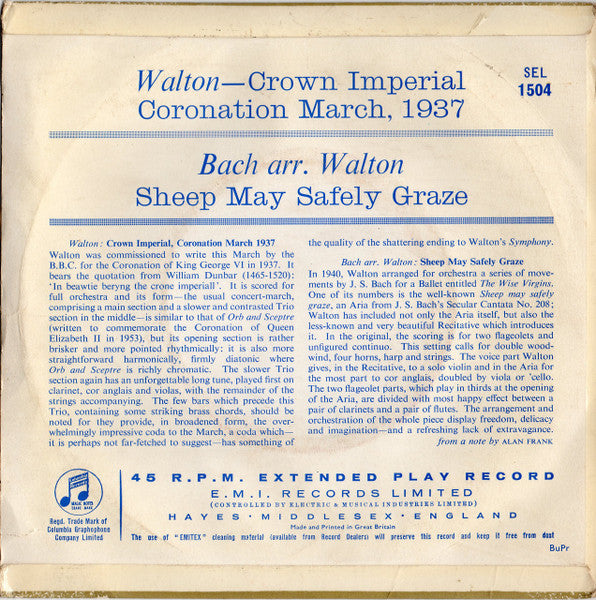 Walton—Crown Imperial
Coronation March, 1937
SEL
1504
Bach arr. Walton
Sheep May Safely Graze
Walton: Crown Imperial, Coronation March 1937
Walton was commissioned to write this March by the
B.B.C. for the Coronation of King George VI in 1937. It
bears the quotation from William Dunbar (1465-1520):
'In beawtie beryng the crone imperiall'. It is scored for
full orchestra and its form—the usual concert-march,
comprising a main section and a slower and contrasted Trio
section in the middle—is similar to that of Orb and Sceptre
(written to commemorate the Coronation of Queen
Elizabeth II in 1953), but its opening section is rather
brisker and more pointed rhythmically: it is also more
straightforward harmonically, firmly diatonic where
Orb and Sceptre is richly chromatic. The slower Trio
section again has an unforgettable long tune, played first on
clarinet, cor anglais and violas, with the remainder of the
strings accompanying. The few bars which precede this
Trio, containing some striking brass chords, should be
noted for they provide, in broadened form, the over-
whelmingly impressive coda to the March, a coda which—
it is perhaps not far-fetched to suggest—has something of
the quality of the shattering ending to Walton's Symphony.
Bach arr. Walton: Sheep May Safely Graze
In 1940, Walton arranged for orchestra a series of move-
ments by J. S. Bach for a Ballet entitled The Wise Virgins.
One of its numbers is the well-known Sheep may safely
graze, an Aria from J. S. Bach's Secular Cantata No. 208;
Walton has included not only the Aria itself, but also the
less-known and very beautiful Recitative which introduces
it. In the original, the scoring is for two flageolets and
unfigured continuo. This setting calls for double wood-
wind, four horns, harp and strings. The voice part Walton
gives, in the Recitative, to a solo violin and in the Aria for
the most part to cor anglais, doubled by viola or 'cello.
The two flageolet parts, which play in thirds at the opening
of the Aria, are divided with most happy effect between a
pair of clarinets and a pair of flutes. The arrangement and
orchestration of the whole piece display freedom, delicacy
and imagination—and a refreshing lack of extravagance.
from a note by ALAN FRANK
MAGIC NOTES
TRADE MARK
Regd. Trade Mark of
Columbia Graphophone
Company Limited
45 R.P.M. EXTENDED PLAY RECORD
E.M.I. RECORDS LIMITED
(CONTROLLED BY ELECTRIC & MUSICAL INDUSTRIES LIMITED)
HAYES · MIDDLESEX · ENGLAND
Made and Printed in Great Britain
The use of "EMITEX" cleaning material (available from Record Dealers) will preserve this record and keep it free from dust
BuPr